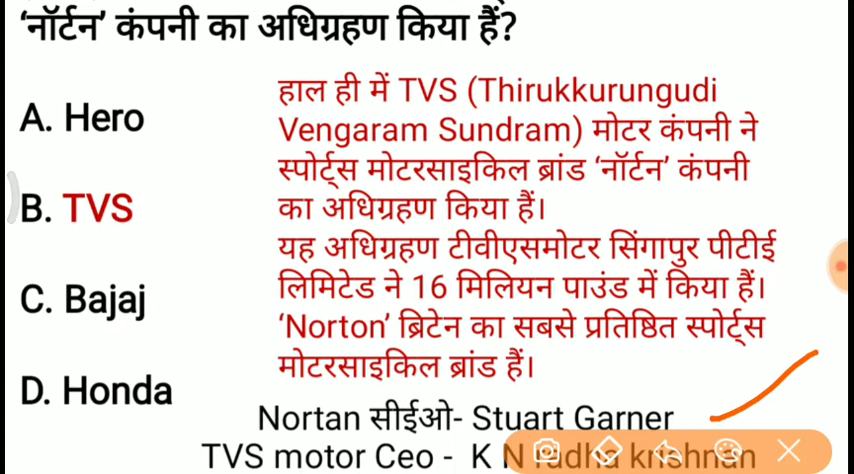 'नॉर्टन' कंपनी का अधिग्रहण किया हैं?
A. Hero
B. TVS
C. Bajaj
D. Honda
हाल ही में TVS (Thirukkurungudi
Vengaram Sundram) मोटर कंपनी ने
स्पोर्ट्स मोटरसाइकिल ब्रांड 'नॉर्टन' कंपनी
का अधिग्रहण किया हैं।
यह अधिग्रहण टीवीएसमोटर सिंगापुर पीटीई
लिमिटेड ने 16 मिलियन पाउंड में किया हैं।
'Norton' ब्रिटेन का सबसे प्रतिष्ठित स्पोर्ट्स
मोटरसाइकिल ब्रांड हैं।
Nortan सीईओ- Stuart Garner
TVS motor Ceo - K N radha krishnan